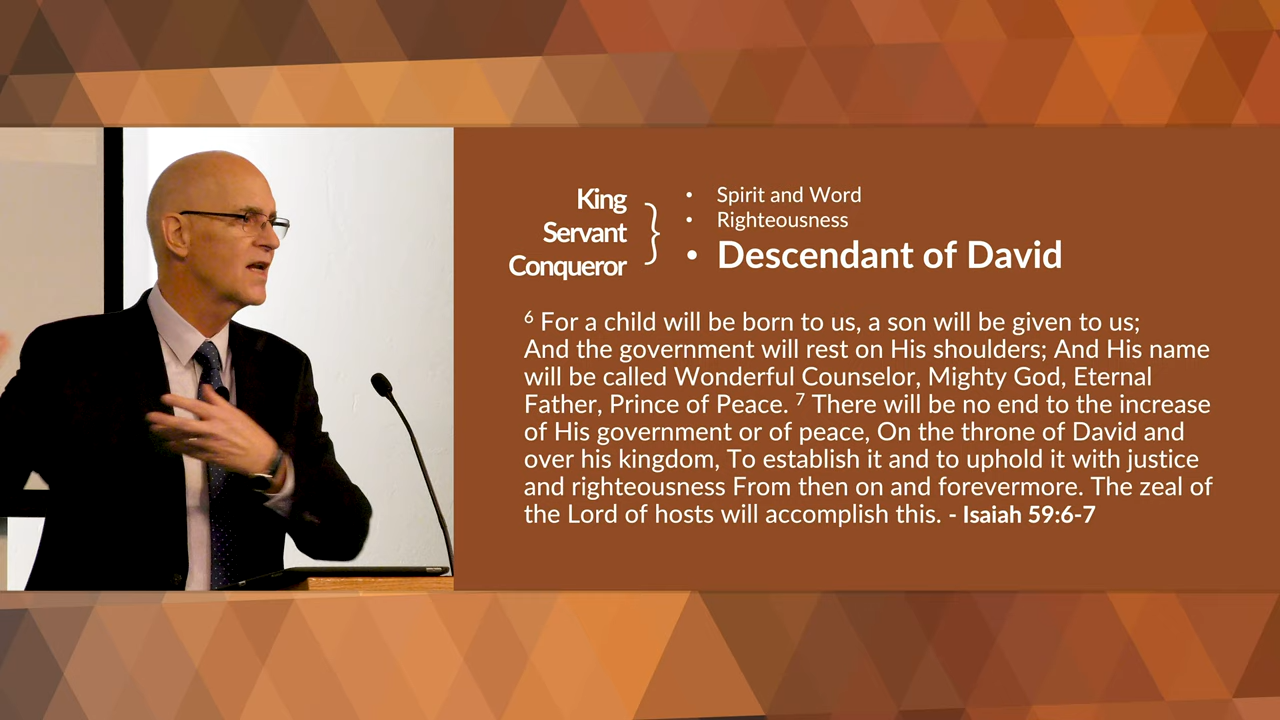 King
Servant
Conqueror
}
• Spirit and Word
• Righteousness
• Descendant of David
6 For a child will be born to us, a son will be given to us;
And the government will rest on His shoulders; And His name
will be called Wonderful Counselor, Mighty God, Eternal
Father, Prince of Peace. 7 There will be no end to the increase
of His government or of peace, On the throne of David and
over his kingdom, To establish it and to uphold it with justice
and righteousness From then on and forevermore. The zeal of
the Lord of hosts will accomplish this. - Isaiah 59:6-7